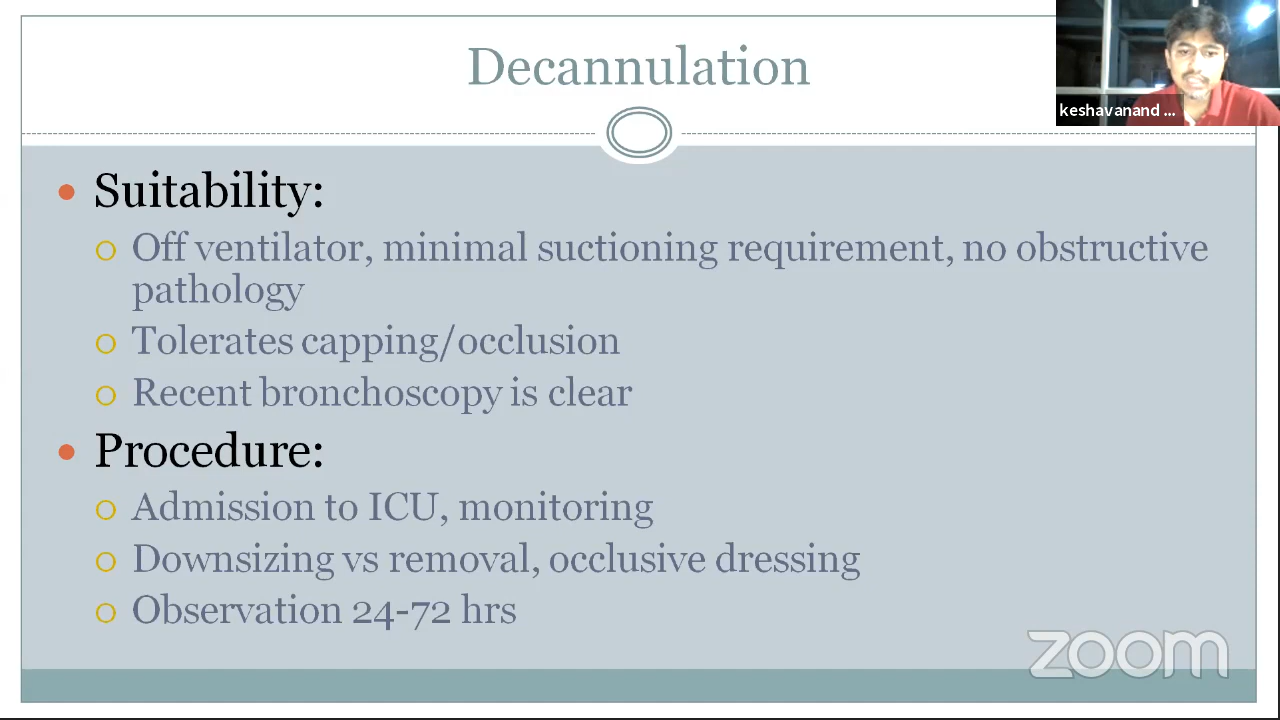 Decannulation
keshavanand ...
Suitability:
Off ventilator, minimal suctioning requirement, no obstructive
pathology
Tolerates capping/occlusion
Recent bronchoscopy is clear
Procedure:
Admission to ICU, monitoring
Downsizing vs removal, occlusive dressing
Observation 24-72 hrs
zoom